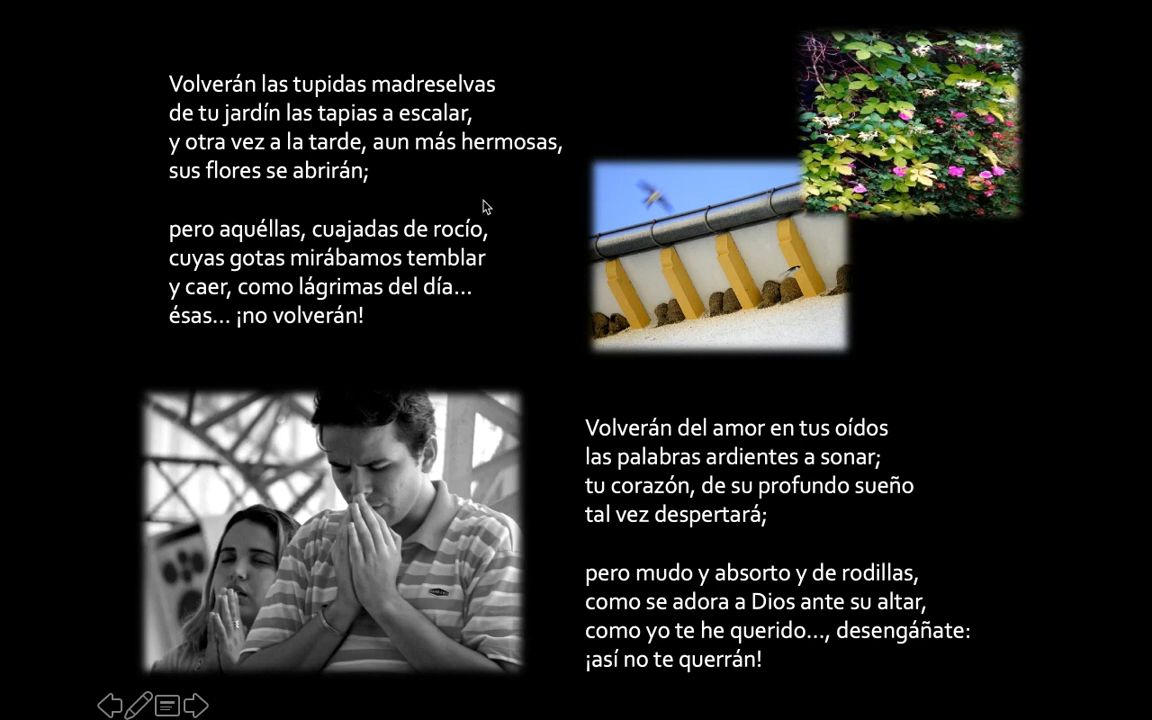 Volverán las tupidas madreselvas
de tu jardín las tapias a escalar,
y otra vez a la tarde, aun más hermosas,
sus flores se abrirán;
pero aquéllas, cuajadas de rocío,
cuyas gotas mirábamos temblar
y caer, como lágrimas del día...
ésas... ¡no volverán!
Volverán del amor en tus oídos
las palabras ardientes a sonar;
tu corazón, de su profundo sueño
tal vez despertará;
pero mudo y absorto y de rodillas,
como se adora a Dios ante su altar,
como yo te he querido..., desengáñate:
¡así no te querrán!